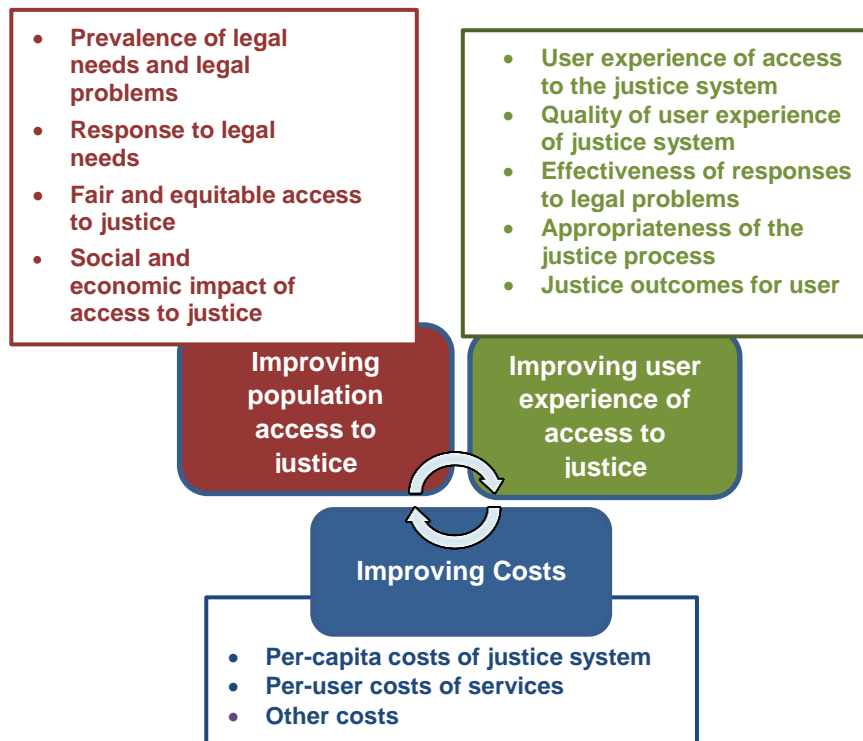 Prevalence of legal
needs and legal
problems
Response to legal
needs
Fair and equitable access
to justice
Social and
economic impact of
access to justice
User experience of access
to the justice system
Quality of user experience
of justice system
Effectiveness of responses
to legal problems
Appropriateness of the
justice process
Justice outcomes for user
Improving
population
access to
justice
Improving user
experience of
access to
justice
Improving Costs
Per-capita costs of justice system
Per-user costs of services
Other costs